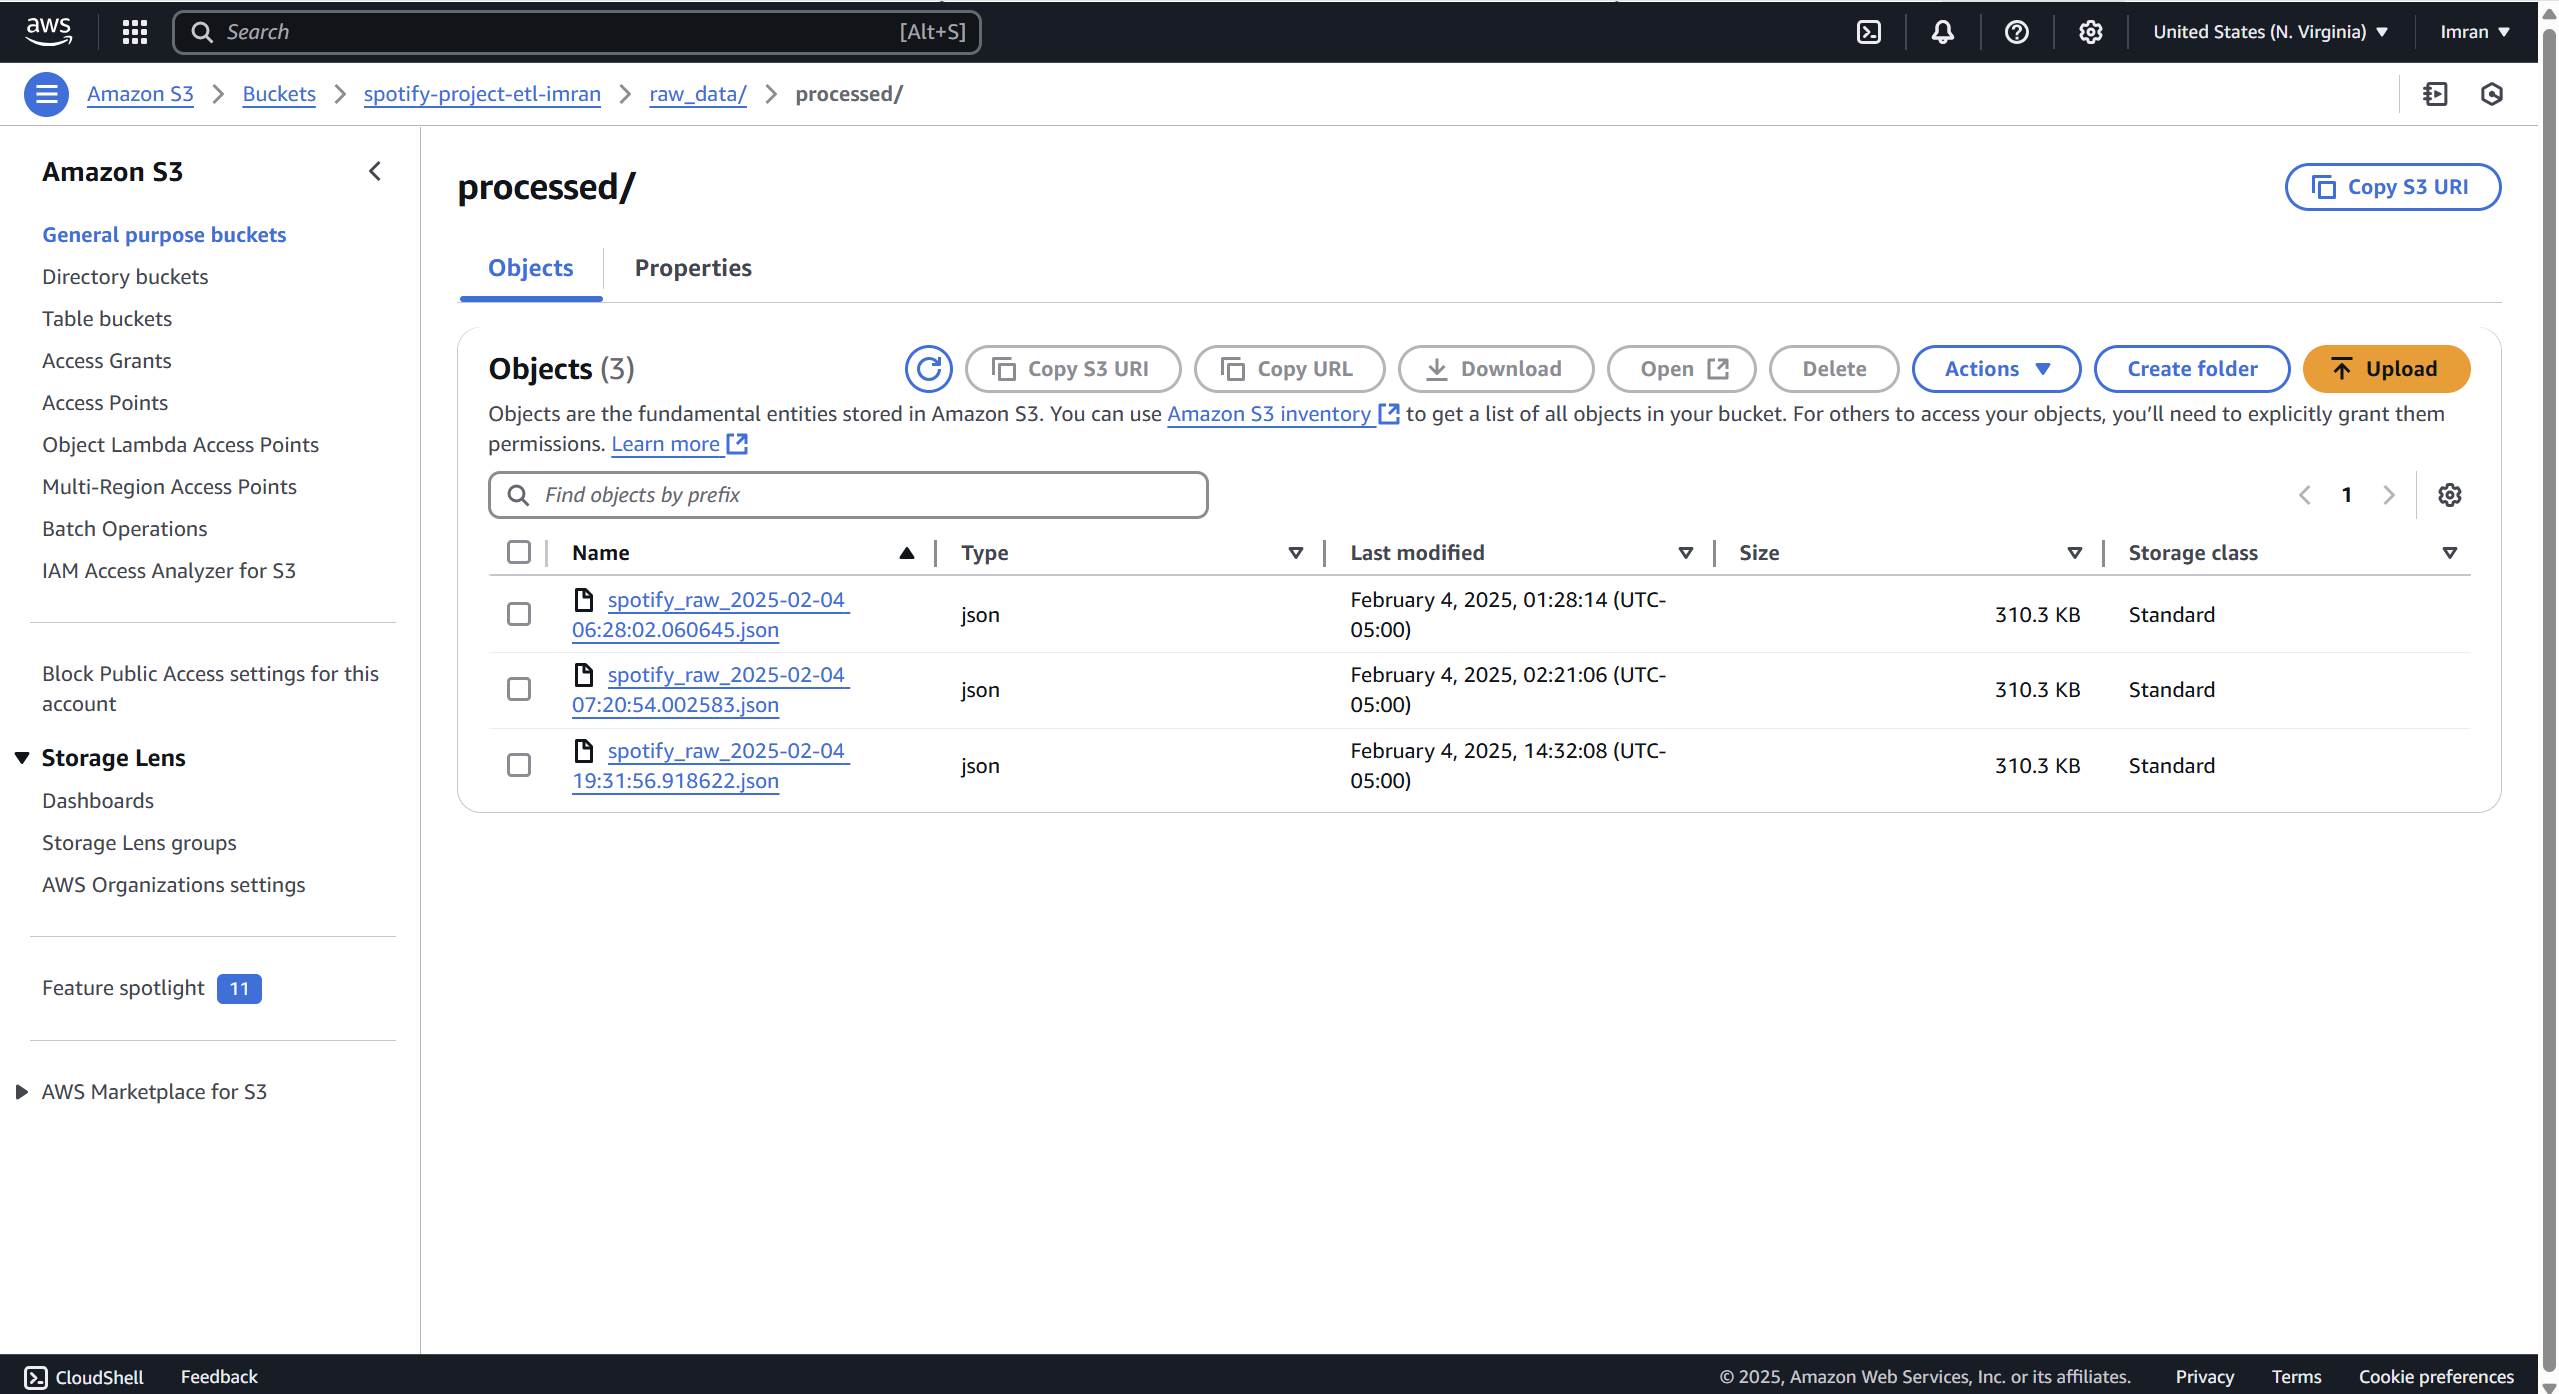 aws
Search [Alt+S]
United States (N. Virginia) Imran
Amazon S3 Buckets spotify-project-etl-imran raw_data/ processed/
Amazon S3
General purpose buckets
Directory buckets
Table buckets
Access Grants
Access Points
Object Lambda Access Points
Multi-Region Access Points
Batch Operations
IAM Access Analyzer for S3
Block Public Access settings for this
account
Storage Lens
Dashboards
Storage Lens groups
AWS Organizations settings
Feature spotlight 11
AWS Marketplace for S3
processed/
Copy S3 URI
Objects Properties
Objects (3)
Copy S3 URI Copy URL Download Open Delete Actions Create folder Upload
Objects are the fundamental entities stored in Amazon S3. You can use Amazon S3 inventory to get a list of all objects in your bucket. For others to access your objects, you’ll need to explicitly grant them
permissions. Learn more
Find objects by prefix
1
Name Type Last modified Size Storage class
spotify_raw_2025-02-04
06:28:02.060645.json
json
February 4, 2025, 01:28:14 (UTC-
05:00)
310.3 KB
Standard
spotify_raw_2025-02-04
07:20:54.002583.json
json
February 4, 2025, 02:21:06 (UTC-
05:00)
310.3 KB
Standard
spotify_raw_2025-02-04
19:31:56.918622.json
json
February 4, 2025, 14:32:08 (UTC-
05:00)
310.3 KB
Standard
CloudShell Feedback
© 2025, Amazon Web Services, Inc. or its affiliates. Privacy Terms Cookie preferences